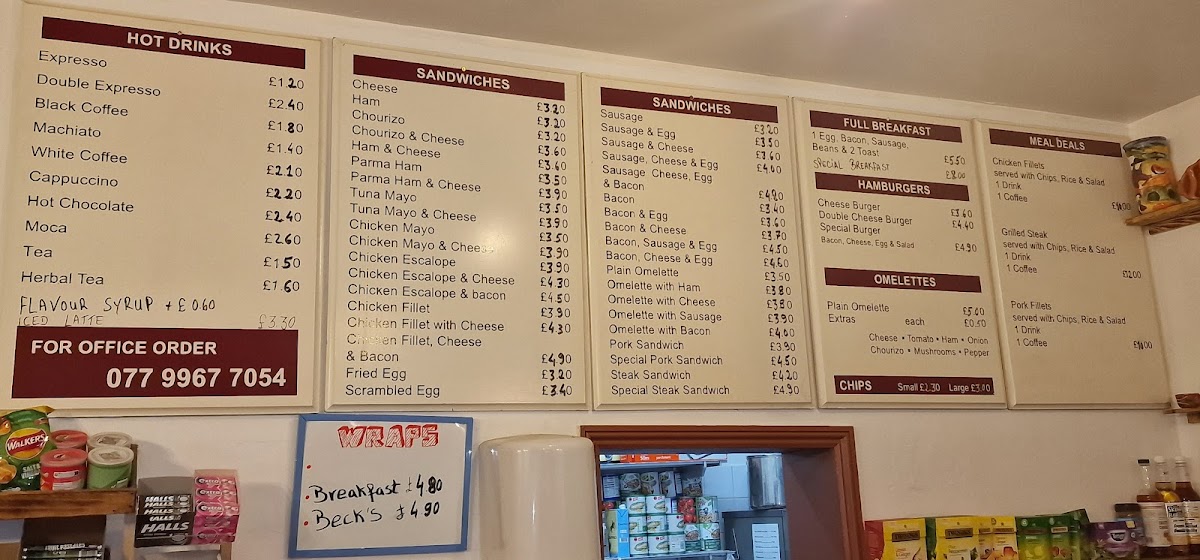 HOT DRINKS
Expresso £1.20
Double Expresso £2.40
Black Coffee £1.80
Machiato £1.40
White Coffee £2.10
Cappuccino £2.20
Hot Chocolate £2.40
Moca £2.60
Tea £1.50
Herbal Tea £1.60
FLAVOUR SYRUP + £0.60
ICED LATTE £3.30
FOR OFFICE ORDER
077 9967 7054
SANDWICHES
Cheese £3.20
Ham £3.20
Chourizo £3.20
Chourizo & Cheese £3.60
Ham & Cheese £3.60
Parma Ham £3.50
Parma Ham & Cheese £3.90
Tuna Mayo £3.50
Tuna Mayo & Cheese £3.90
Chicken Mayo £3.50
Chicken Mayo & Cheese £3.90
Chicken Escalope £3.90
Chicken Escalope & Cheese £4.30
Chicken Escalope & bacon £4.50
Chicken Fillet £3.90
Chicken Fillet with Cheese £4.30
Chicken Fillet, Cheese
& Bacon £4.90
Fried Egg £3.20
Scrambled Egg £3.40
SANDWICHES
Sausage £3.20
Sausage & Egg £3.50
Sausage & Cheese £3.60
Sausage, Cheese & Egg £4.00
Sausage Cheese, Egg
& Bacon £4.90
Bacon £3.40
Bacon & Egg £3.60
Bacon & Cheese £3.70
Bacon, Sausage & Egg £4.50
Bacon, Cheese & Egg £4.60
Plain Omelette £3.50
Omelette with Ham £3.80
Omelette with Cheese £3.80
Omelette with Sausage £3.90
Omelette with Bacon £4.00
Pork Sandwich £3.90
Special Pork Sandwich £4.50
Steak Sandwich £4.20
Special Steak Sandwich £4.90
FULL BREAKFAST
1 Egg, Bacon, Sausage,
Beans & 2 Toast £5.50
SPECIAL BREAKFAST £8.00
HAMBURGERS
Cheese Burger £3.60
Double Cheese Burger £4.40
Special Burger
Bacon, Cheese, Egg & Salad £4.90
OMELETTES
Plain Omelette £5.00
Extras each £0.50
Cheese • Tomato • Ham • Onion
Chourizo • Mushrooms • Pepper
CHIPS Small £2.30 Large £3.00
MEAL DEALS
Chicken Fillets
served with Chips, Rice & Salad
1 Drink
1 Coffee
Grilled Steak
served with Chips, Rice & Salad
1 Drink
1 Coffee £12.00
Pork Fillets
served with Chips, Rice & Salad
1 Drink
1 Coffee
WRAPS
• Breakfast £4.80
• Beck's £4.90
WALKERS
HALLS
HALLS
HALLS
HALLS
extra